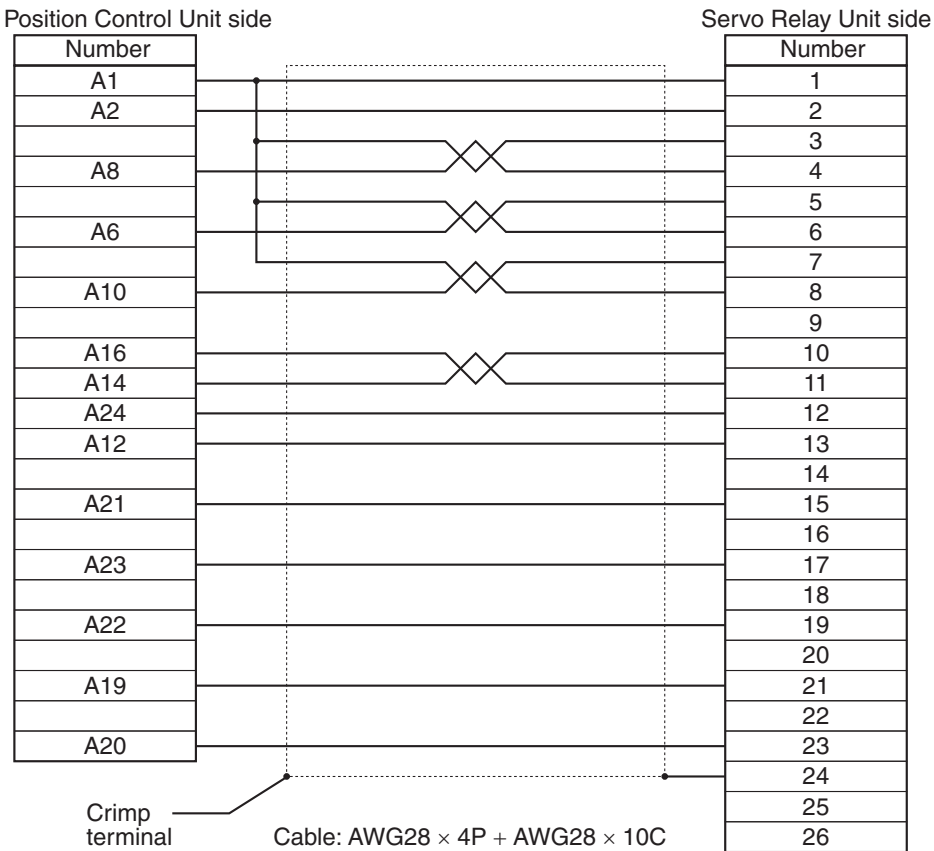 Position Control Unit side Servo Relay Unit side
Number Number
A1 1
A2 2
3
A8 4
5
A6 6
7
A10 8
9
A16 10
A14 11
A24 12
A12 13
14
A21 15
16
A23 17
18
A22 19
20
A19 21
22
A20 23
24
25
Crimp
terminal Cable: AWG28 × 4P + AWG28 × 10C 26